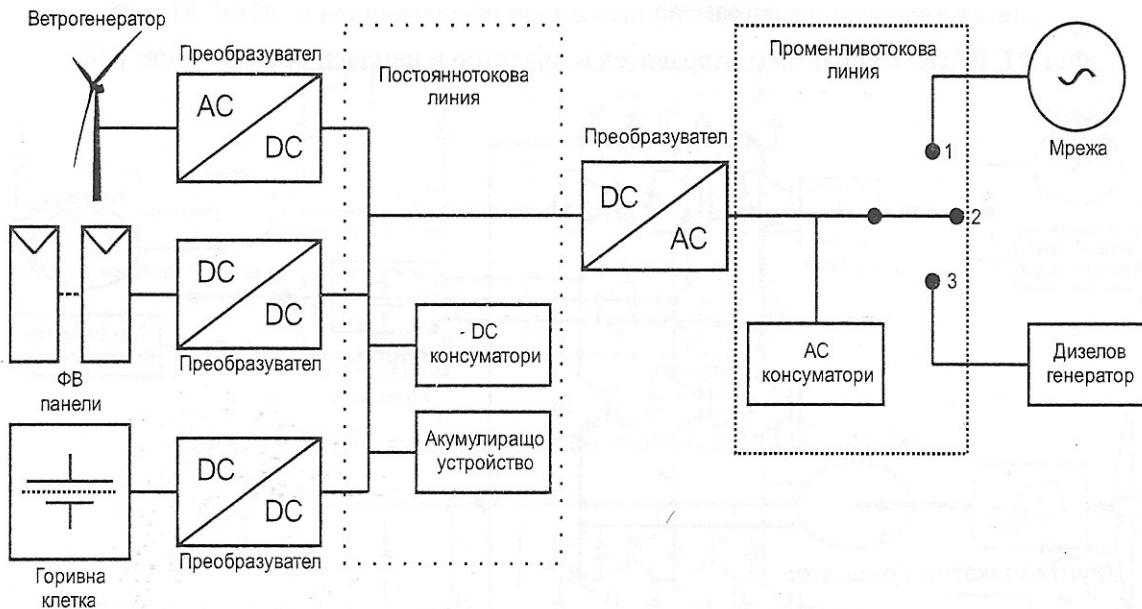 Ветрогенератор
Преобразувател
AC
DC
Постояннотокова
линия
Преобразувател
DC
AC
Променливотокова
линия
1
2
3
Мрежа
ФВ
панели
DC
DC
Преобразувател
- DC
консуматори
Акумулиращо
устройство
АС
консуматори
Дизелов
генератор
DC
DC
Преобразувател
Горивна
клетка